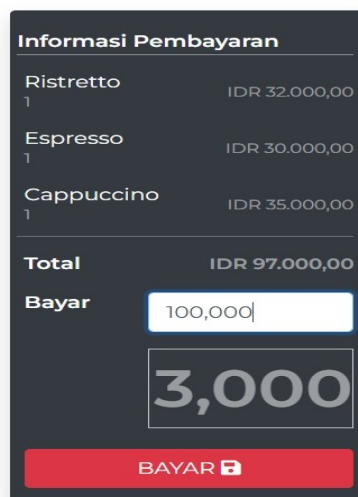 Informasi Pembayaran
Ristretto IDR 32.000,00
1
Espresso IDR 30.000,00
1
Cappuccino IDR 35.000,00
1
Total IDR 97.000,00
Bayar 100,000
3,000
BAYAR